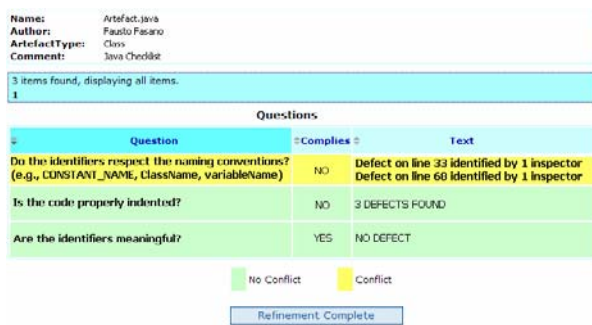 Name: Artefact.java
Author: Fausto Fasano
ArtefactType: Class
Comment: Java Checklist
3 items found, displaying all items.
1
Questions
Question Complies Text
Do the identifiers respect the naming conventions?
(e.g., CONSTANT_NAME, ClassName, variableName)
NO
Defect on line 33 identified by 1 inspector
Defect on line 68 identified by 1 inspector
Is the code properly indented? NO 3 DEFECTS FOUND
Are the identifiers meaningful? YES NO DEFECT
No Conflict Conflict
Refinement Complete